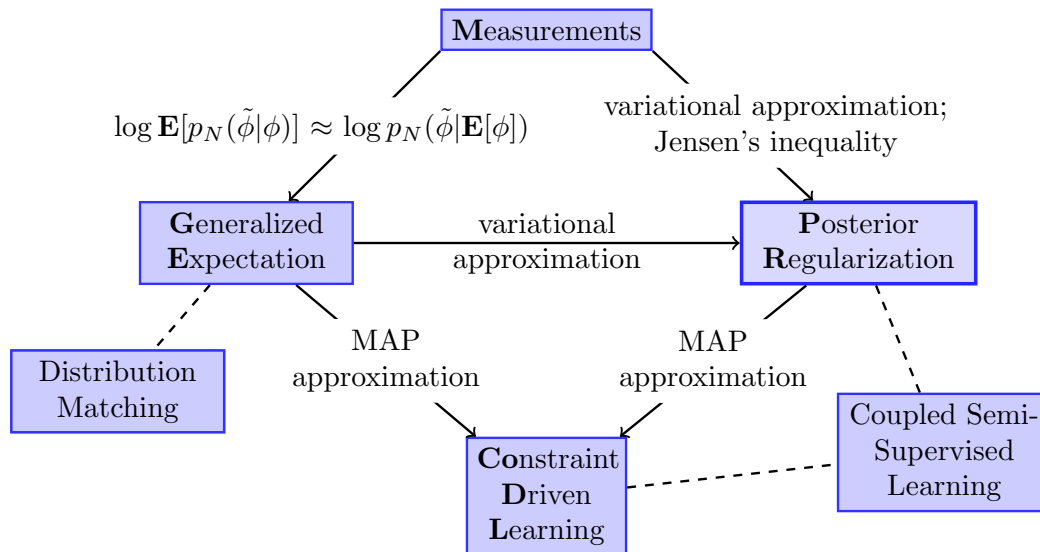 Measurements
log E[p_N(ϕ̃|ϕ)] ≈ log p_N(ϕ̃|E[ϕ])
variational approximation;
Jensen's inequality
Generalized
Expectation
variational
approximation
Posterior
Regularization
MAP
approximation
MAP
approximation
Distribution
Matching
Coupled Semi-
Supervised
Learning
Constraint
Driven
Learning